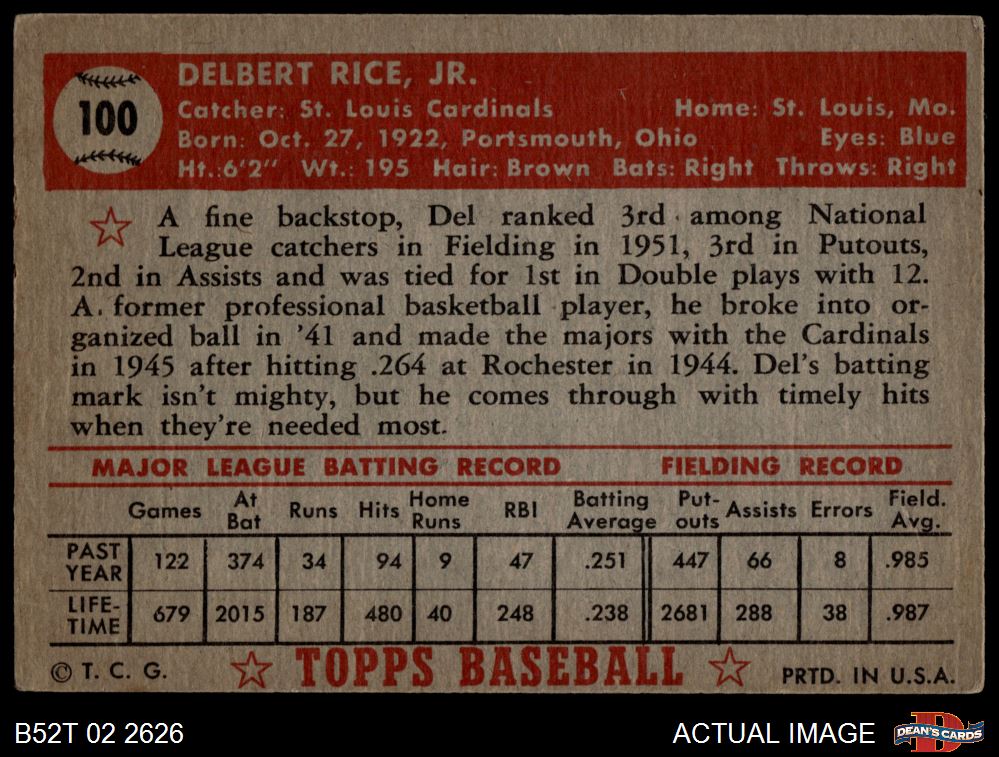 100
DELBERT RICE, JR.
Catcher: St. Louis Cardinals Home: St. Louis, Mo.
Born: Oct. 27, 1922, Portsmouth, Ohio Eyes: Blue
Ht.:6'2" Wt.: 195 Hair: Brown Bats: Right Throws: Right
A fine backstop, Del ranked 3rd among National
League catchers in Fielding in 1951, 3rd in Putouts,
2nd in Assists and was tied for 1st in Double plays with 12.
A former professional basketball player, he broke into or-
ganized ball in '41 and made the majors with the Cardinals
in 1945 after hitting .264 at Rochester in 1944. Del's batting
mark isn't mighty, but he comes through with timely hits
when they're needed most.
MAJOR LEAGUE BATTING RECORD FIELDING RECORD
Games At Bat Runs Hits Home Runs RBI Batting Average Put-outs Assists Errors Field. Avg.
PAST YEAR 122 374 34 94 9 47 .251 447 66 8 .985
LIFE-TIME 679 2015 187 480 40 248 .238 2681 288 38 .987
© T. C. G. TOPPS BASEBALL PRTD. IN U.S.A.
B52T 02 2626 ACTUAL IMAGE DEAN'S CARDS